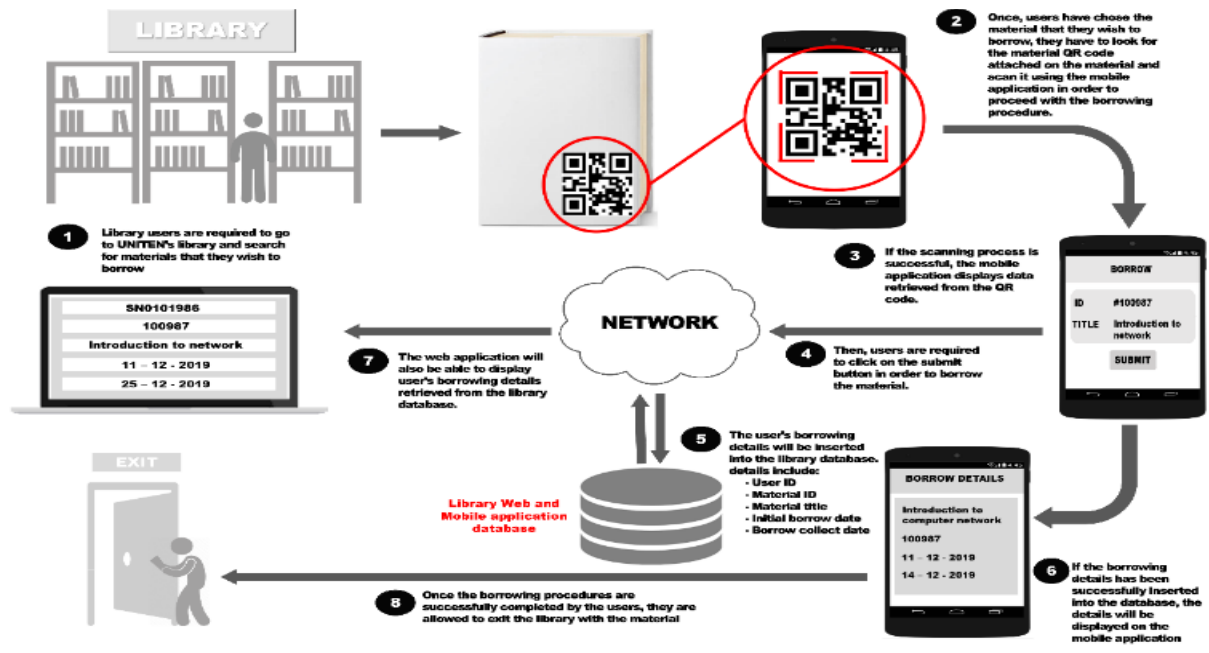 LIBRARY
1
Library users are required to go
to UNITEN's library and search
for materials that they wish to
borrow
2
Once, users have chose the
material that they wish to
borrow, they have to look for
the material QR code
attached on the material and
scan it using the mobile
application in order to
proceed with the borrowing
procedure.
3
If the scanning process is
successful, the mobile
application displays data
retrieved from the QR
code.
BORROW
ID #100987
TITLE Introduction to
network
SUBMIT
4
Then, users are required
to click on the submit
button in order to borrow
the material.
NETWORK
7
The web application will
also be able to display
user's borrowing details
retrieved from the library
database.
SN0101986
100987
Introduction to network
11 – 12 - 2019
25 – 12 - 2019
5
The user's borrowing
details will be inserted
into the library database.
details include:
- User ID
- Material ID
- Material title
- Initial borrow date
- Borrow collect date
Library Web and
Mobile application
database
BORROW DETAILS
Introduction to
computer network
100987
11 – 12 - 2019
14 – 12 - 2019
6
If the borrowing
details has been
successfully inserted
into the database, the
details will be
displayed on the
mobile application
EXIT
8
Once the borrowing procedures are
successfully completed by the users, they are
allowed to exit the library with the material